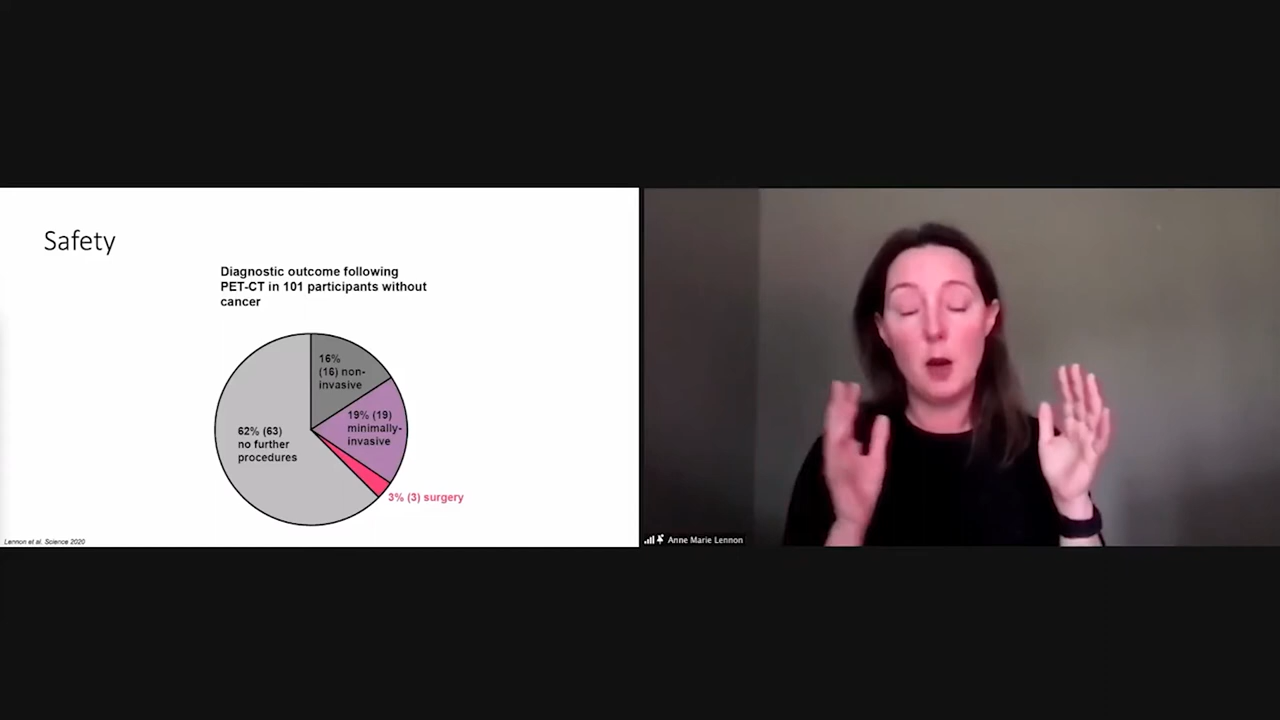 Safety
Diagnostic outcome following
PET-CT in 101 participants without
cancer
16%
(16) non-
invasive
19% (19)
minimally-
invasive
62% (63)
no further
procedures
3% (3) surgery
Lennon et al. Science 2020
Anne Marie Lennon